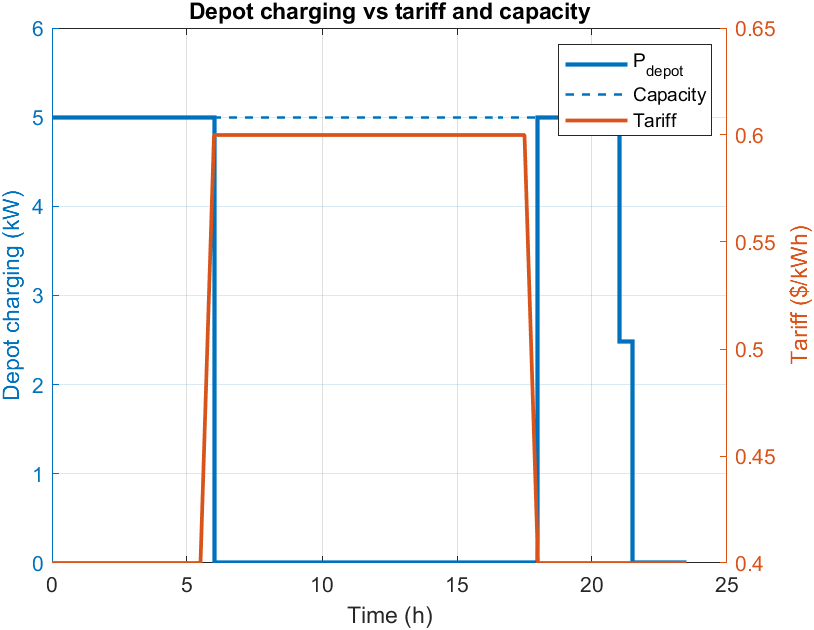 Depot charging vs tariff and capacity
6
5
4
3
2
1
0
Depot charging (kW)
0.65
0.6
0.55
0.5
0.45
0.4
Tariff ($/kWh)
P_depot
Capacity
Tariff
0 5 10 15 20 25
Time (h)